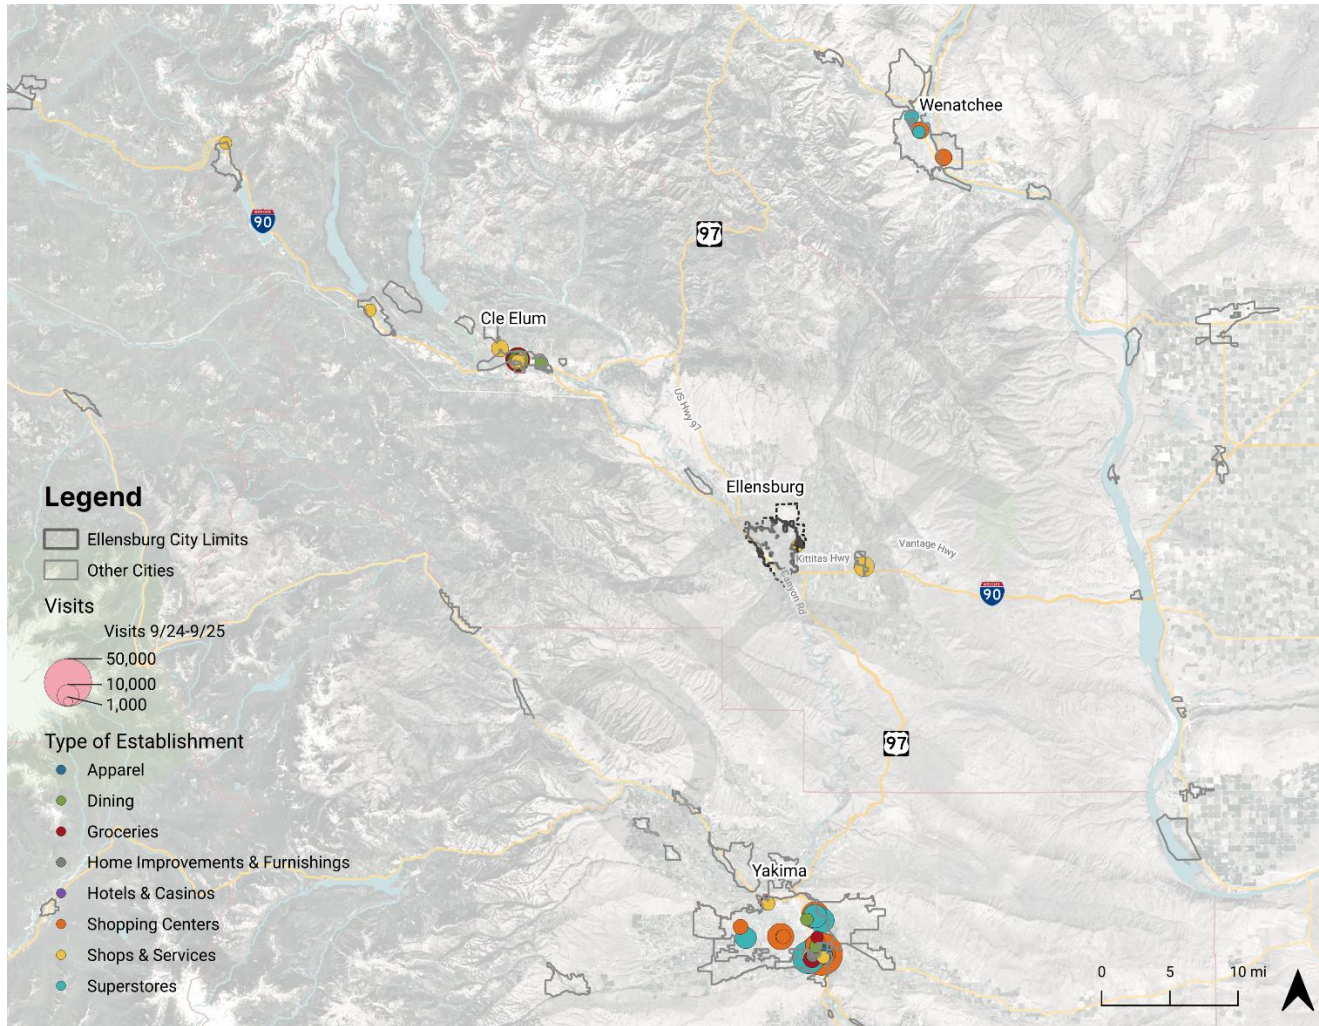 Wenatchee
90
97
Cle Elum
US Hwy 97
Ellensburg
Kittitas Hwy
Vantage Hwy
Canyon Rd
90
97
Yakima
Legend
Ellensburg City Limits
Other Cities
Visits
Visits 9/24-9/25
50,000
10,000
1,000
Type of Establishment
Apparel
Dining
Groceries
Home Improvements & Furnishings
Hotels & Casinos
Shopping Centers
Shops & Services
Superstores
0 5 10 mi